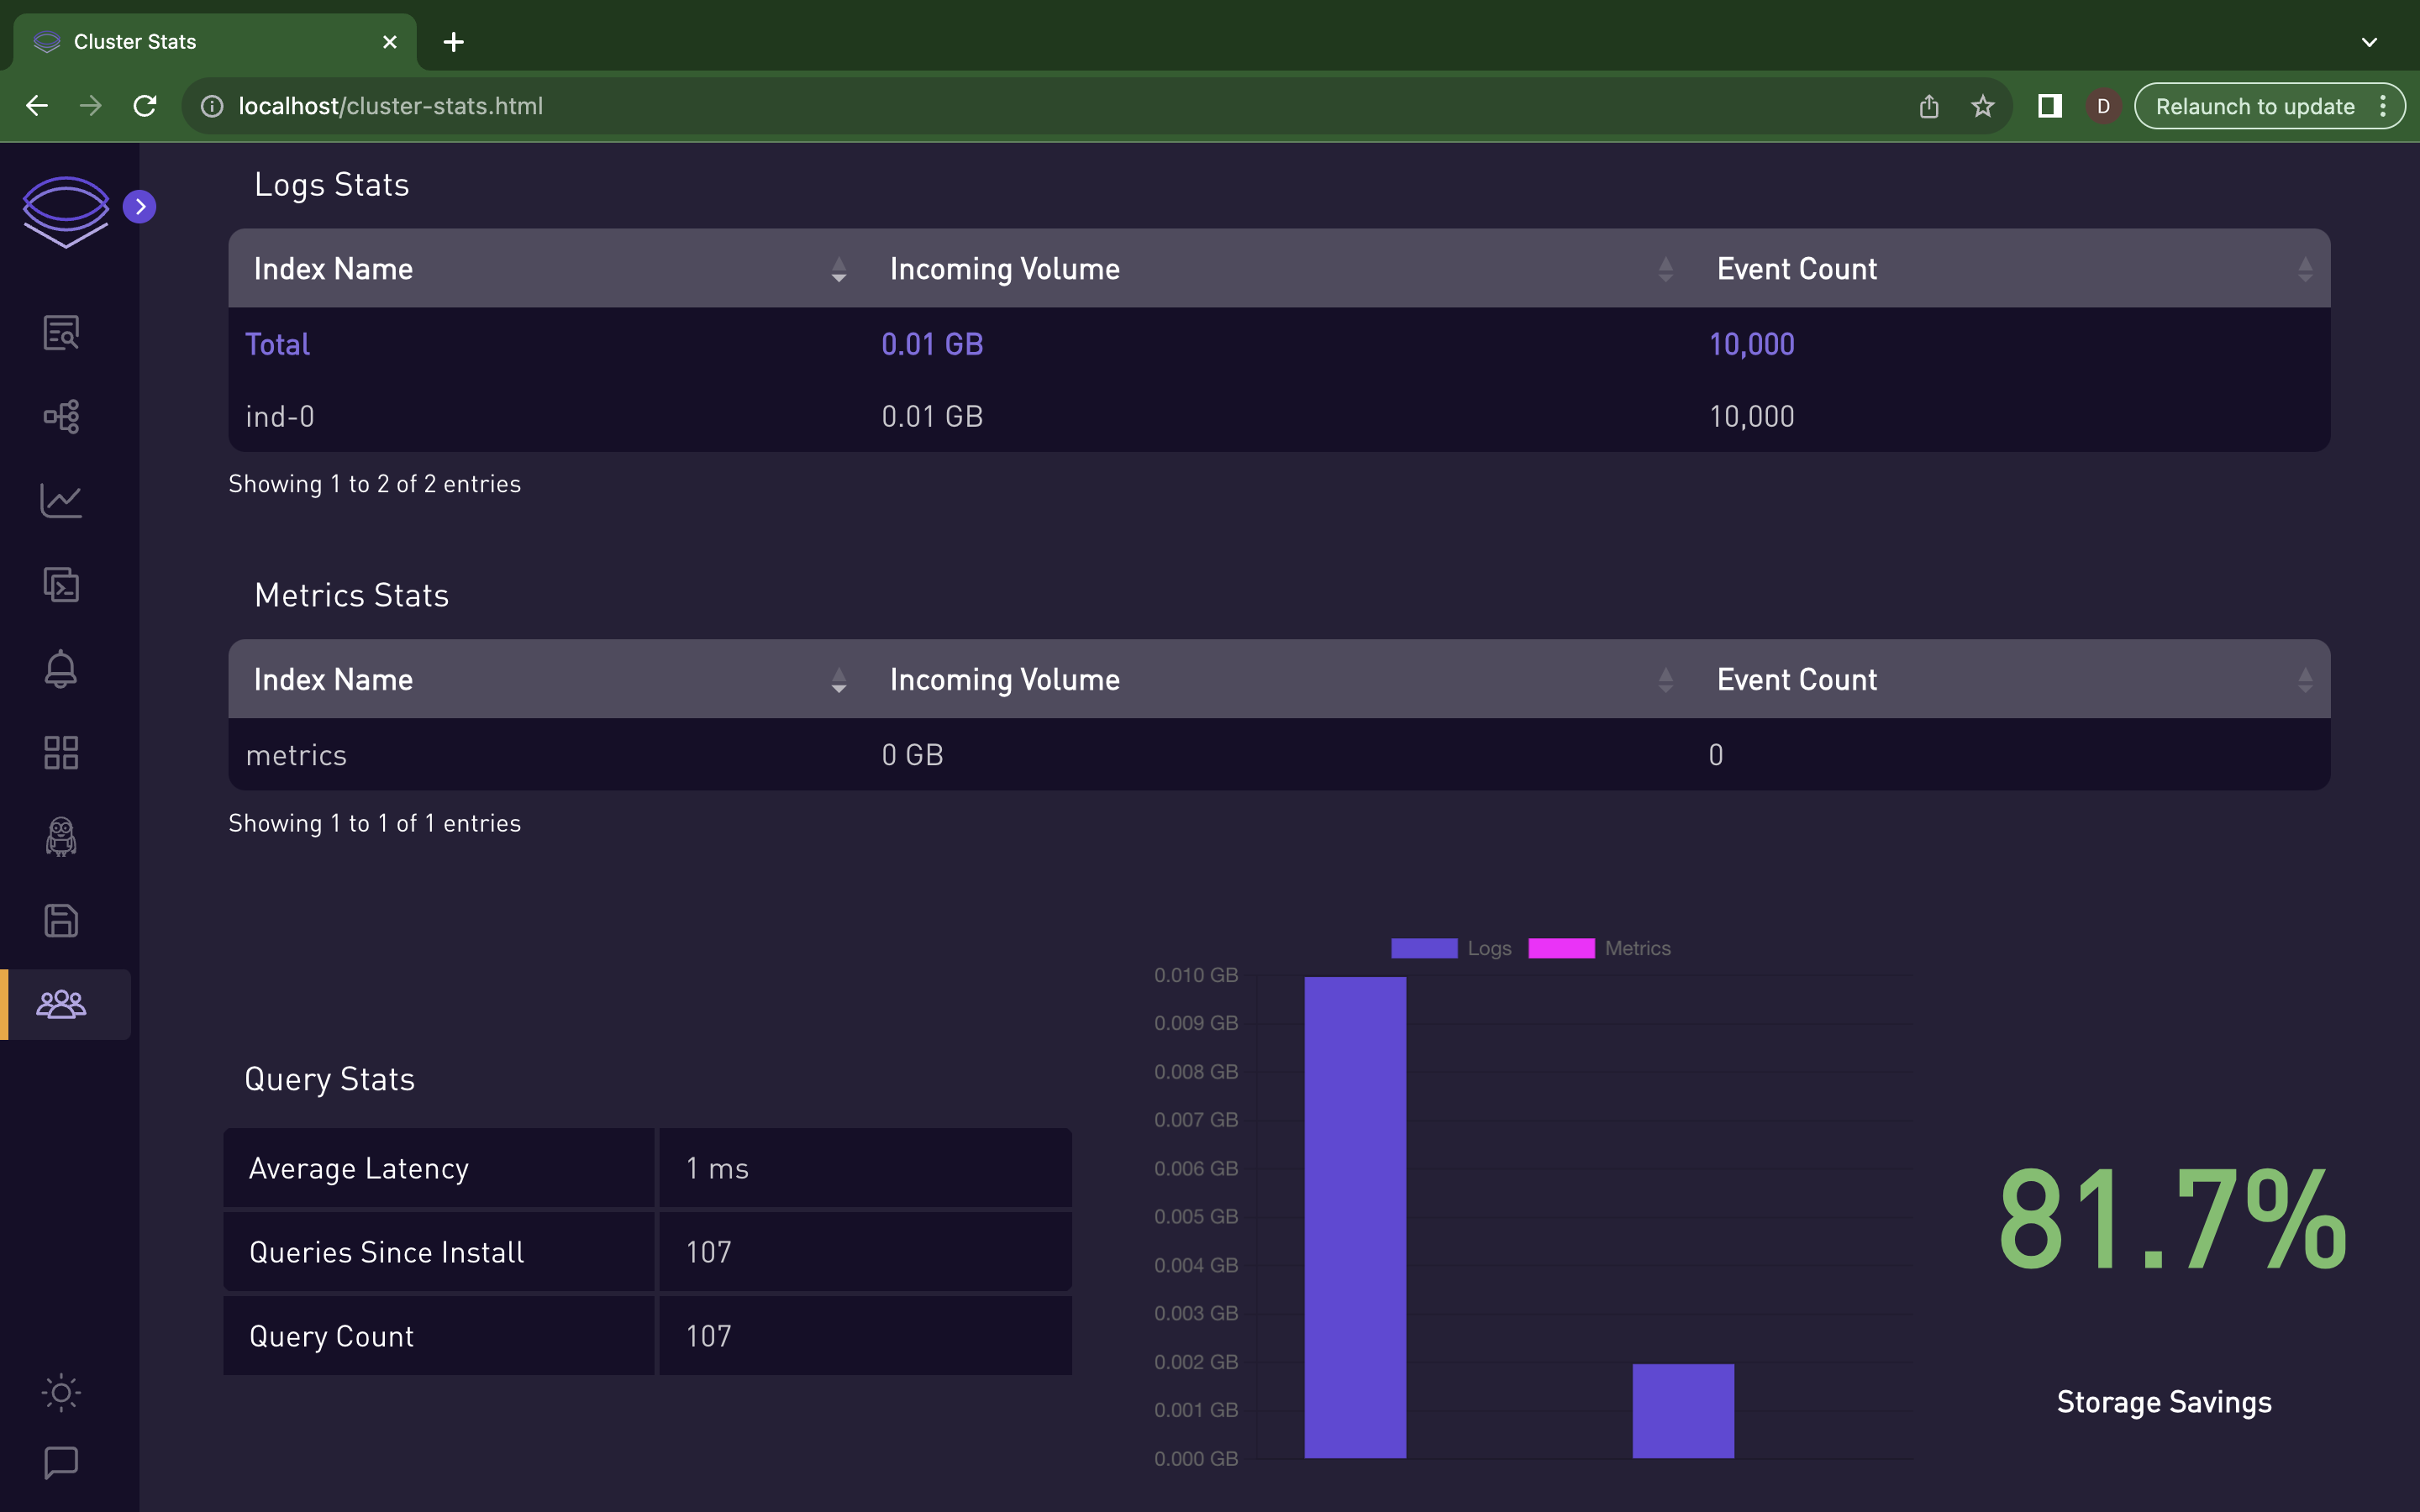 Cluster Stats
localhost/cluster-stats.html
D
Relaunch to update
Logs Stats
Index Name Incoming Volume Event Count
Total 0.01 GB 10,000
ind-0 0.01 GB 10,000
Showing 1 to 2 of 2 entries
Metrics Stats
Index Name Incoming Volume Event Count
metrics 0 GB 0
Showing 1 to 1 of 1 entries
Query Stats
Average Latency 1 ms
Queries Since Install 107
Query Count 107
Logs Metrics
0.010 GB
0.009 GB
0.008 GB
0.007 GB
0.006 GB
0.005 GB
0.004 GB
0.003 GB
0.002 GB
0.001 GB
0.000 GB
81.7%
Storage Savings